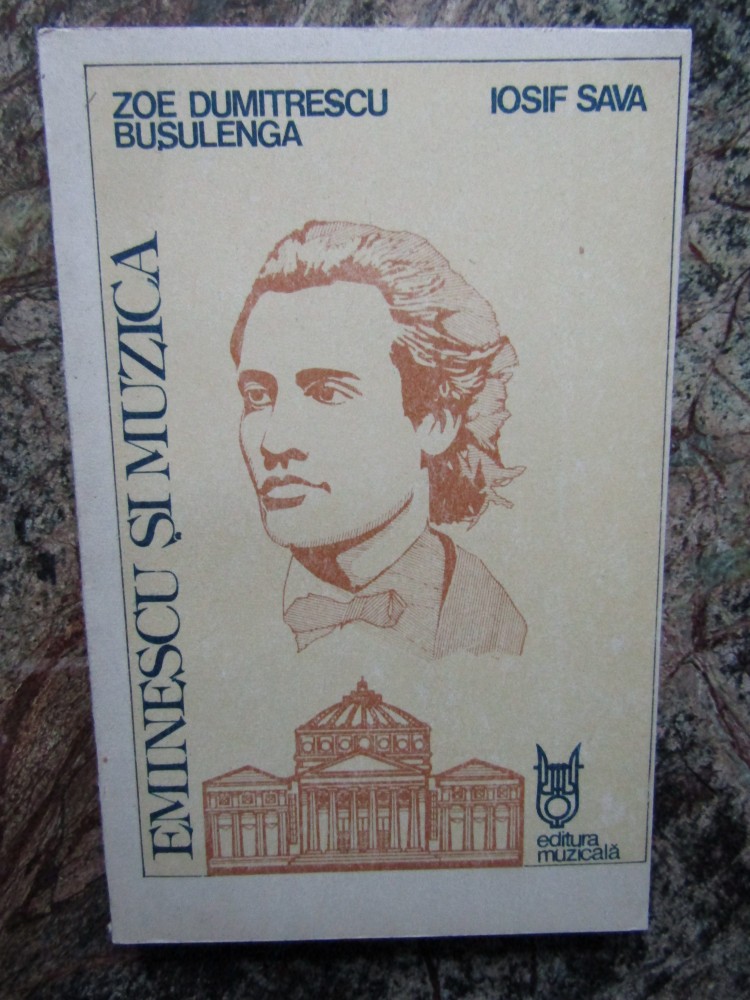 ZOE DUMITRESCU
BUȘULENGA
IOSIF SAVA
EMINESCU ȘI MUZICA
editura
muzicală